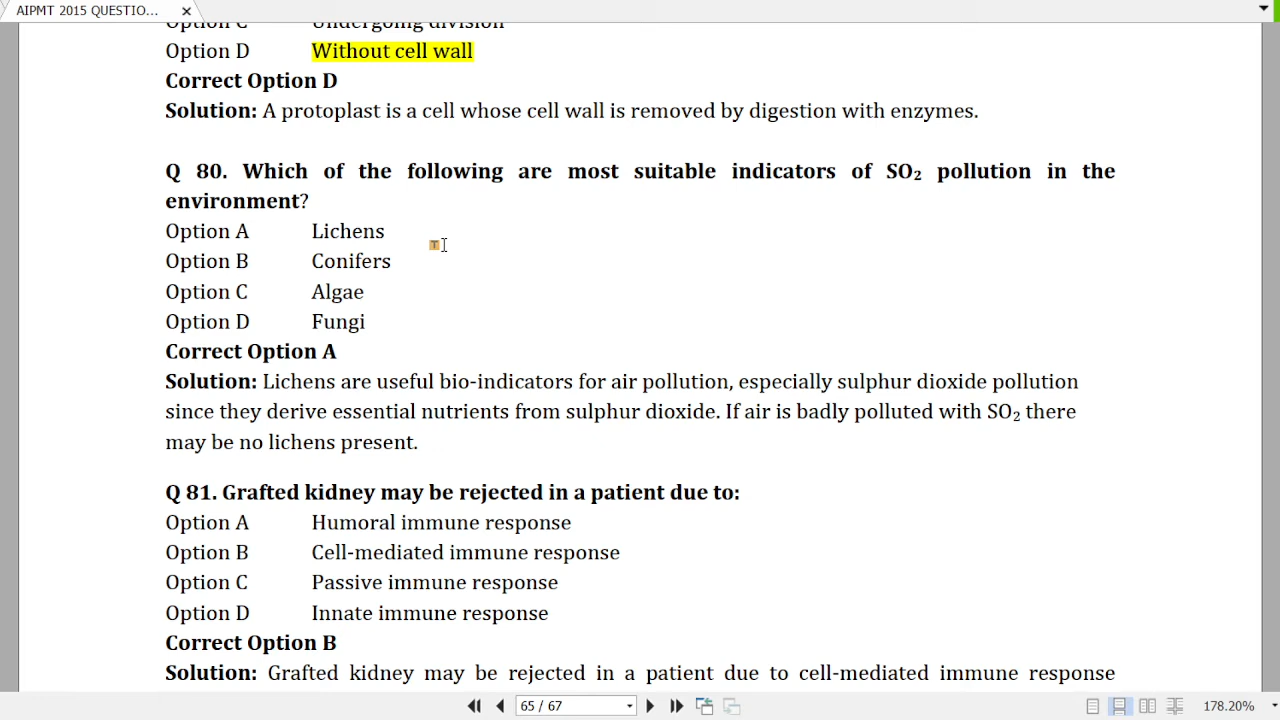 AIPMT 2015 QUESTIO...
Option C Undergoing division
Option D Without cell wall
Correct Option D
Solution: A protoplast is a cell whose cell wall is removed by digestion with enzymes.
Q 80. Which of the following are most suitable indicators of SO₂ pollution in the
environment?
Option A Lichens
Option B Conifers
Option C Algae
Option D Fungi
Correct Option A
Solution: Lichens are useful bio-indicators for air pollution, especially sulphur dioxide pollution
since they derive essential nutrients from sulphur dioxide. If air is badly polluted with SO₂ there
may be no lichens present.
Q 81. Grafted kidney may be rejected in a patient due to:
Option A Humoral immune response
Option B Cell-mediated immune response
Option C Passive immune response
Option D Innate immune response
Correct Option B
Solution: Grafted kidney may be rejected in a patient due to cell-mediated immune response
65 / 67
178.20%